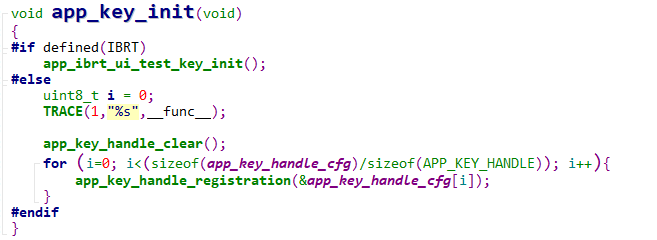 void app_key_init(void)
{
#if defined(IBRT)
    app_ibrt_ui_test_key_init();
#else
    uint8_t i = 0;
    TRACE(1,"%s",__func__);

    app_key_handle_clear();
    for (i=0; i<(sizeof(app_key_handle_cfg)/sizeof(APP_KEY_HANDLE)); i++){
        app_key_handle_registration(&app_key_handle_cfg[i]);
    }
#endif
}